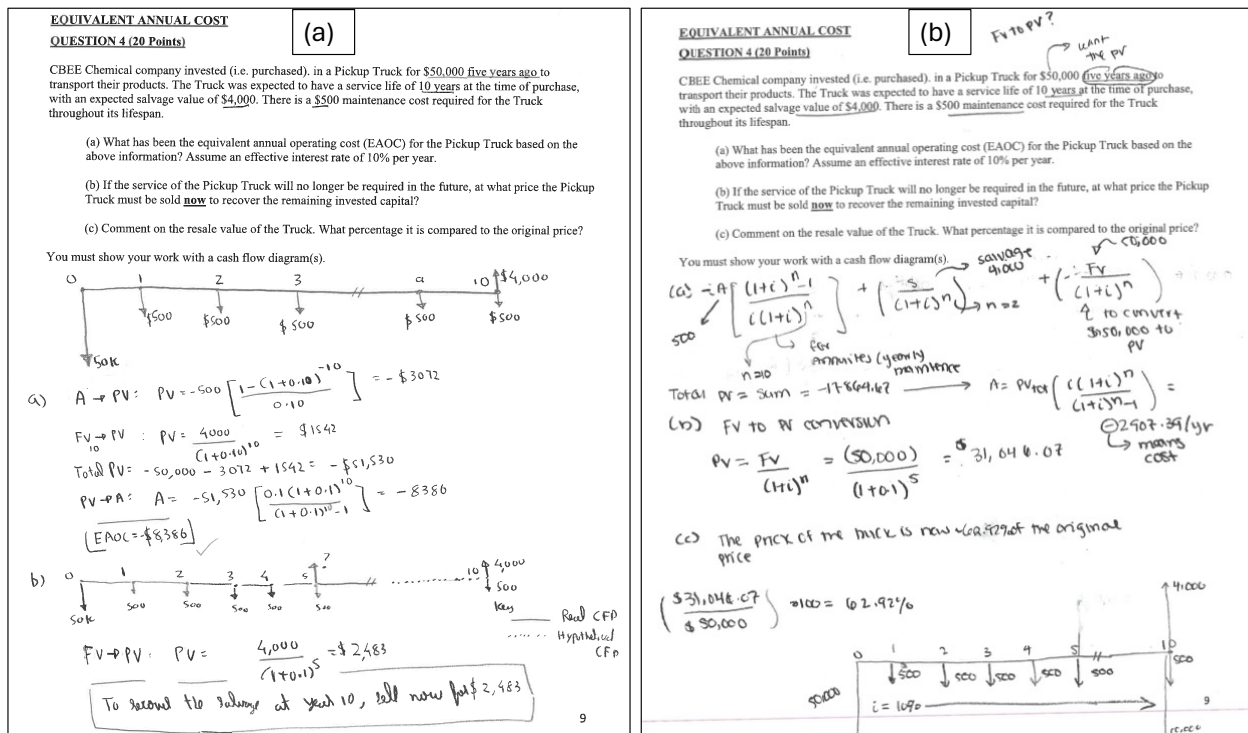 EQUIVALENT ANNUAL COST
(a)
QUESTION 4 (20 Points)
CBEE Chemical company invested (i.e. purchased). in a Pickup Truck for $50,000 five years ago to
transport their products. The Truck was expected to have a service life of 10 years at the time of purchase,
with an expected salvage value of $4,000. There is a $500 maintenance cost required for the Truck
throughout its lifespan.
(a) What has been the equivalent annual operating cost (EAOC) for the Pickup Truck based on the
above information? Assume an effective interest rate of 10% per year.
(b) If the service of the Pickup Truck will no longer be required in the future, at what price the Pickup
Truck must be sold now to recover the remaining invested capital?
(c) Comment on the resale value of the Truck. What percentage it is compared to the original price?
You must show your work with a cash flow diagram(s).
0 1 2 3 9 10 $4,000
$500 $500 $500 $500 $500
50K
a) A → PV: PV = -500 [ 1-(1+0.10)^-10 / 0.10 ] = -$3072
FV → PV : PV = 4000 / (1+0.10)^10 = $1542
10
Total PV= -50,000 - 3072 + 1542 = -$51,530
PV → A: A = -51,530 [ 0.1(1+0.1)^10 / (1+0.1)^10 - 1 ] = -8386
EAOC = -$8,386
b) 0 1 2 3 4 5 ? 10 4,000
50K 500 500 500 500 500 500
Key
Real CFD
Hypothetical CFD
FV → PV: PV = 4,000 / (1+0.1)^5 = $2,483
To second the salvage at year 10, sell now for $2,483
9
EQUIVALENT ANNUAL COST
(b)
FV to PV?
QUESTION 4 (20 Points)
want
the PV
CBEE Chemical company invested (i.e. purchased). in a Pickup Truck for $50,000 five years ago to
transport their products. The Truck was expected to have a service life of 10 years at the time of purchase,
with an expected salvage value of $4,000. There is a $500 maintenance cost required for the Truck
throughout its lifespan.
(a) What has been the equivalent annual operating cost (EAOC) for the Pickup Truck based on the
above information? Assume an effective interest rate of 10% per year.
(b) If the service of the Pickup Truck will no longer be required in the future, at what price the Pickup
Truck must be sold now to recover the remaining invested capital?
(c) Comment on the resale value of the Truck. What percentage it is compared to the original price?
You must show your work with a cash flow diagram(s).
salvage
4,000
50,000
(a) -A [ (1+i)^n - 1 / i(1+i)^n ] + ( S / (1+i)^n ) → n=2 + ( FV / (1+i)^n )
500
n=10
for
Annuites (yearly
to convert
$50,000 to
PV
Total PV = sum = -17864.67 → A = PVtot ( i(1+i)^n / (1+i)^n-1 ) =
-2907.39/yr
means
cost
(b) FV to PV conversion
PV = FV / (1+i)^n = (50,000) / (1+0.1)^5 = $31,046.07
(c) The price of the truck is now ~62.92% of the original
price
( $31,046.07 / $50,000 ) ×100 = 62.92%
4,000
0 1 2 3 4 5 10
500 500 500 500 500 500
50,000
i = 10%
9